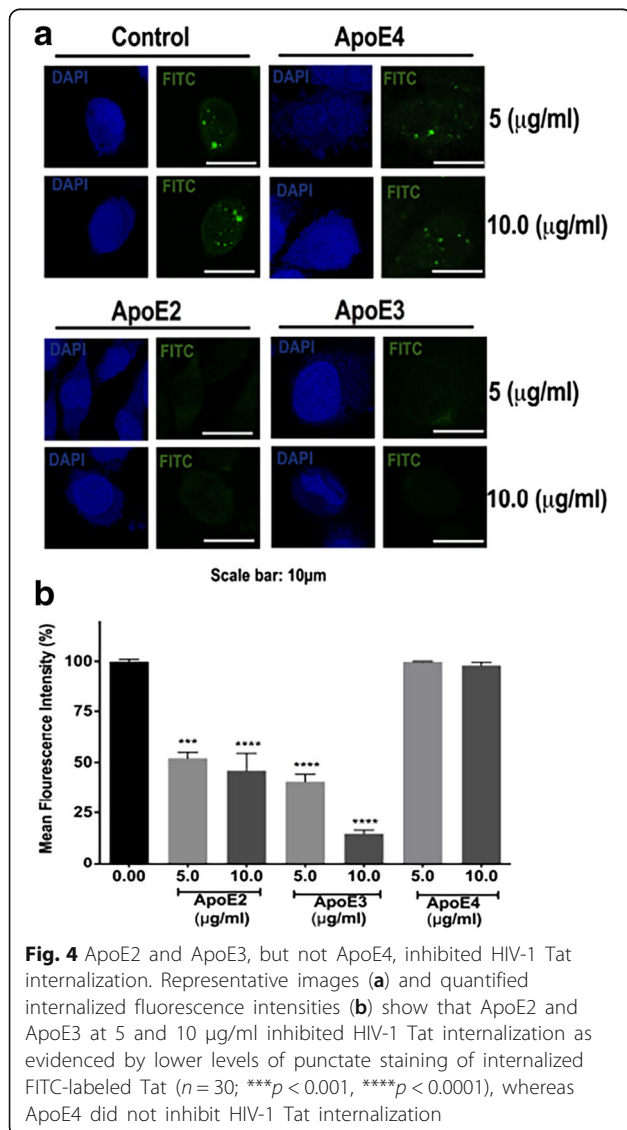 a
Control ApoE4
DAPI FITC DAPI FITC
5 (μg/ml)
DAPI FITC DAPI FITC
10.0 (μg/ml)
ApoE2 ApoE3
DAPI FITC DAPI FITC
5 (μg/ml)
DAPI FITC DAPI FITC
10.0 (μg/ml)
Scale bar: 10μm
b
Mean Flourescence Intensity (%)
100
75
50
25
0
*** **** **** ****
0.00 5.0 10.0 5.0 10.0 5.0 10.0
ApoE2 ApoE3 ApoE4
(μg/ml) (μg/ml) (μg/ml)
Fig. 4 ApoE2 and ApoE3, but not ApoE4, inhibited HIV-1 Tat
internalization. Representative images (a) and quantified
internalized fluorescence intensities (b) show that ApoE2 and
ApoE3 at 5 and 10 μg/ml inhibited HIV-1 Tat internalization as
evidenced by lower levels of punctate staining of internalized
FITC-labeled Tat (n = 30; ***p < 0.001, ****p < 0.0001), whereas
ApoE4 did not inhibit HIV-1 Tat internalization